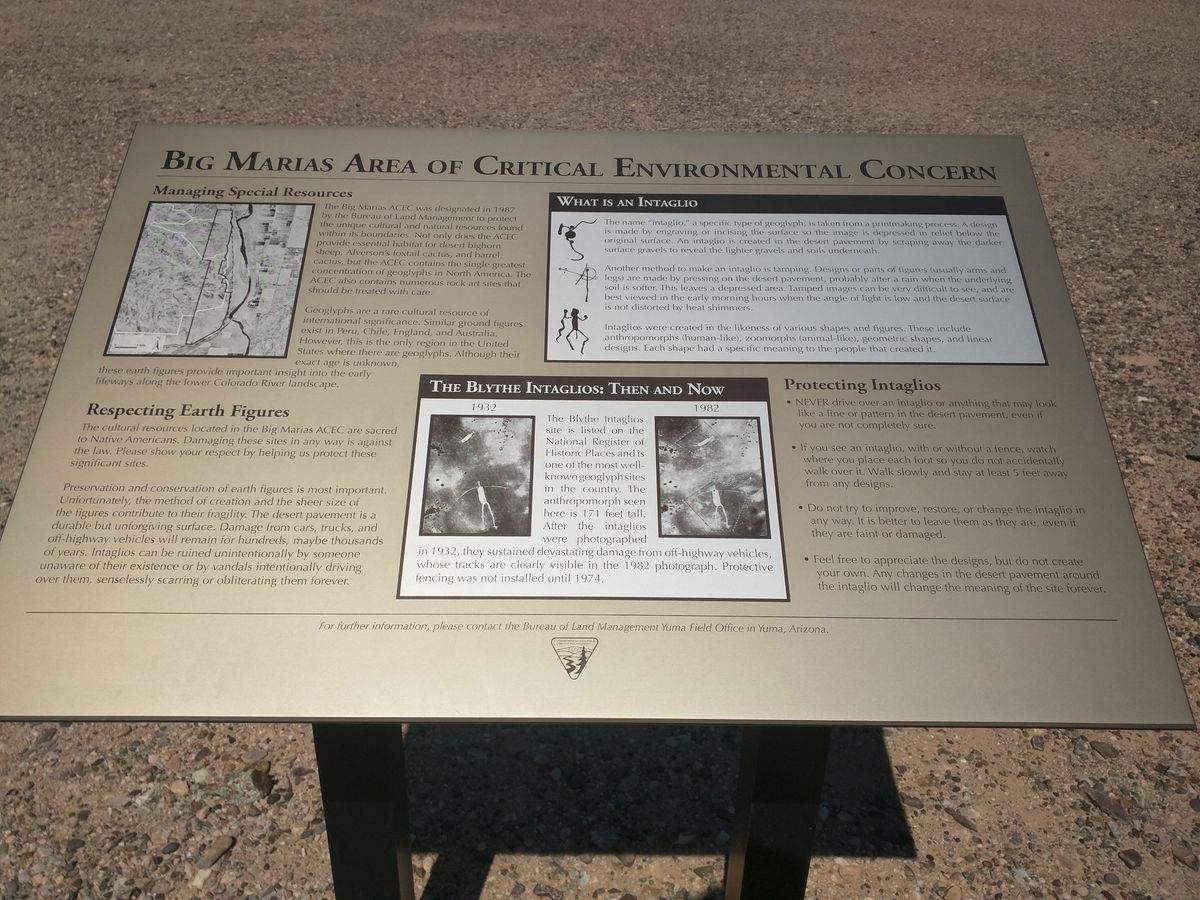 BIG MARIAS AREA OF CRITICAL ENVIRONMENTAL CONCERN
Managing Special Resources
The Big Marias ACEC was designated in 1987
by the Bureau of Land Management to protect
the unique cultural and natural resources found
within its boundaries. Not only does the ACEC
provide essential habitat for desert bighorn
sheep, Alverson's foxtail cactus, and barrel
cactus, but the ACEC contains the single greatest
concentration of geoglyphs in North America. The
ACEC also contains numerous rock art sites that
should be treated with care.
Geoglyphs are a rare cultural resource of
international significance. Similar ground figures
exist in Peru, Chile, England, and Australia.
However, this is the only region in the United
States where there are geoglyphs. Although their
exact age is unknown,
these earth figures provide important insight into the early
lifeways along the lower Colorado River landscape.
Respecting Earth Figures
The cultural resources located in the Big Marias ACEC are sacred
to Native Americans. Damaging these sites in any way is against
the law. Please show your respect by helping us protect these
significant sites.
Preservation and conservation of earth figures is most important.
Unfortunately, the method of creation and the sheer size of
the figures contribute to their fragility. The desert pavement is a
durable but unforgiving surface. Damage from cars, trucks, and
off-highway vehicles will remain for hundreds, maybe thousands
of years. Intaglios can be ruined unintentionally by someone
unaware of their existence or by vandals intentionally driving
over them, senselessly scarring or obliterating them forever.
WHAT IS AN INTAGLIO
The name "intaglio," a specific type of geoglyph, is taken from a printmaking process. A design
is made by engraving or incising the surface so the image is depressed in relief below the
original surface. An intaglio is created in the desert pavement by scraping away the darker
surface gravels to reveal the lighter gravels and soils underneath.
Another method to make an intaglio is tamping. Designs or parts of figures (usually arms and
legs) are made by pressing on the desert pavement, probably after a rain when the underlying
soil is softer. This leaves a depressed area. Tamped images can be very difficult to see, and are
best viewed in the early morning hours when the angle of light is low and the desert surface
is not distorted by heat shimmers.
Intaglios were created in the likeness of various shapes and figures. These include
anthropomorphs (human-like), zoomorphs (animal-like), geometric shapes, and linear
designs. Each shape had a specific meaning to the people that created it.
THE BLYTHE INTAGLIOS: THEN AND NOW
1932
The Blythe Intaglios
site is listed on the
National Register of
Historic Places and is
one of the most well-
known geoglyph sites
in the country. The
anthropomorph seen
here is 171 feet tall.
After the intaglios
were photographed
in 1932, they sustained devastating damage from off-highway vehicles,
whose tracks are clearly visible in the 1982 photograph. Protective
fencing was not installed until 1974.
1982
Protecting Intaglios
• NEVER drive over an intaglio or anything that may look
like a line or pattern in the desert pavement, even if
you are not completely sure.
• If you see an intaglio, with or without a fence, watch
where you place each foot so you do not accidentally
walk over it. Walk slowly and stay at least 5 feet away
from any designs.
• Do not try to improve, restore, or change the intaglio in
any way. It is better to leave them as they are, even if
they are faint or damaged.
• Feel free to appreciate the designs, but do not create
your own. Any changes in the desert pavement around
the intaglio will change the meaning of the site forever.
For further information, please contact the Bureau of Land Management Yuma Field Office in Yuma, Arizona.